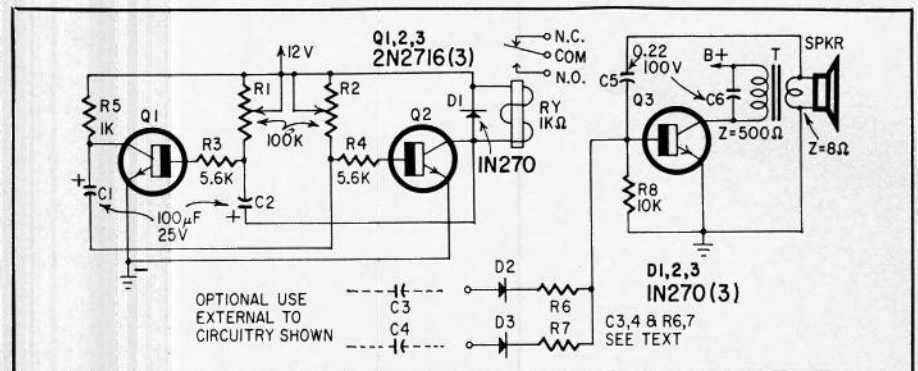 12V
Q1,2,3
2N2716(3)
N.C.
COM
N.O.
R5
1K
Q1
R1
R2
100K
R3
5.6K
R4
5.6K
Q2
D1
RY
1KΩ
1N270
+
C1
100µF
25V
+
C2
−
0.22
100V
C5
B+
T
SPKR
C6
Q3
Z=500Ω
Z=8Ω
R8
10K
OPTIONAL USE
EXTERNAL TO
CIRCUITRY SHOWN
C3
C4
D2
D3
R6
R7
D1,2,3
1N270(3)
C3,4 & R6,7
SEE TEXT